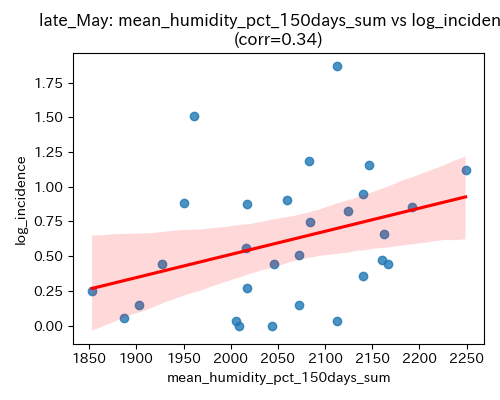 late_May: mean_humidity_pct_150days_sum vs log_inciden
(corr=0.34)
1.75
1.50
1.25
1.00
0.75
0.50
0.25
0.00
log_incidence
1850 1900 1950 2000 2050 2100 2150 2200 2250
mean_humidity_pct_150days_sum